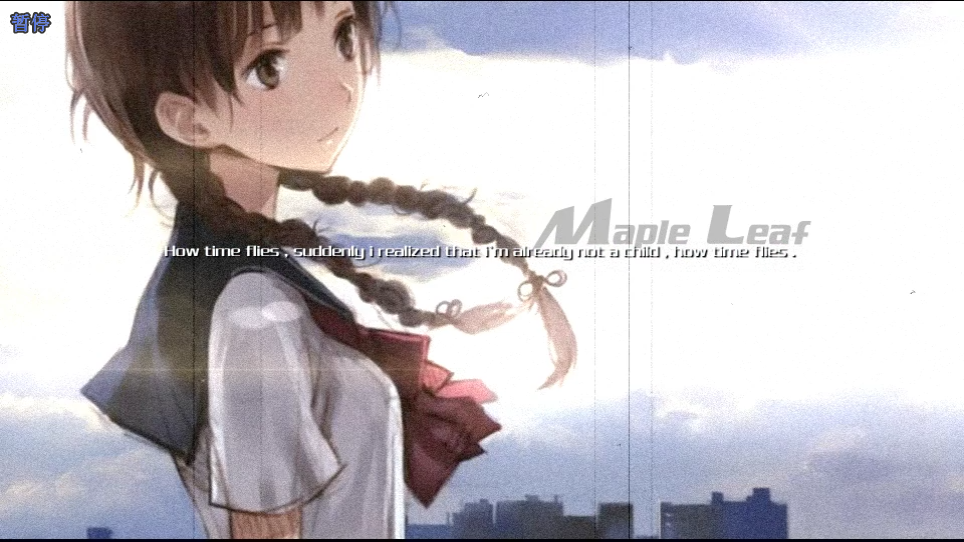 暂停
Maple Leaf
How time flies , suddenly i realized that i'm already not a child , how time flies .